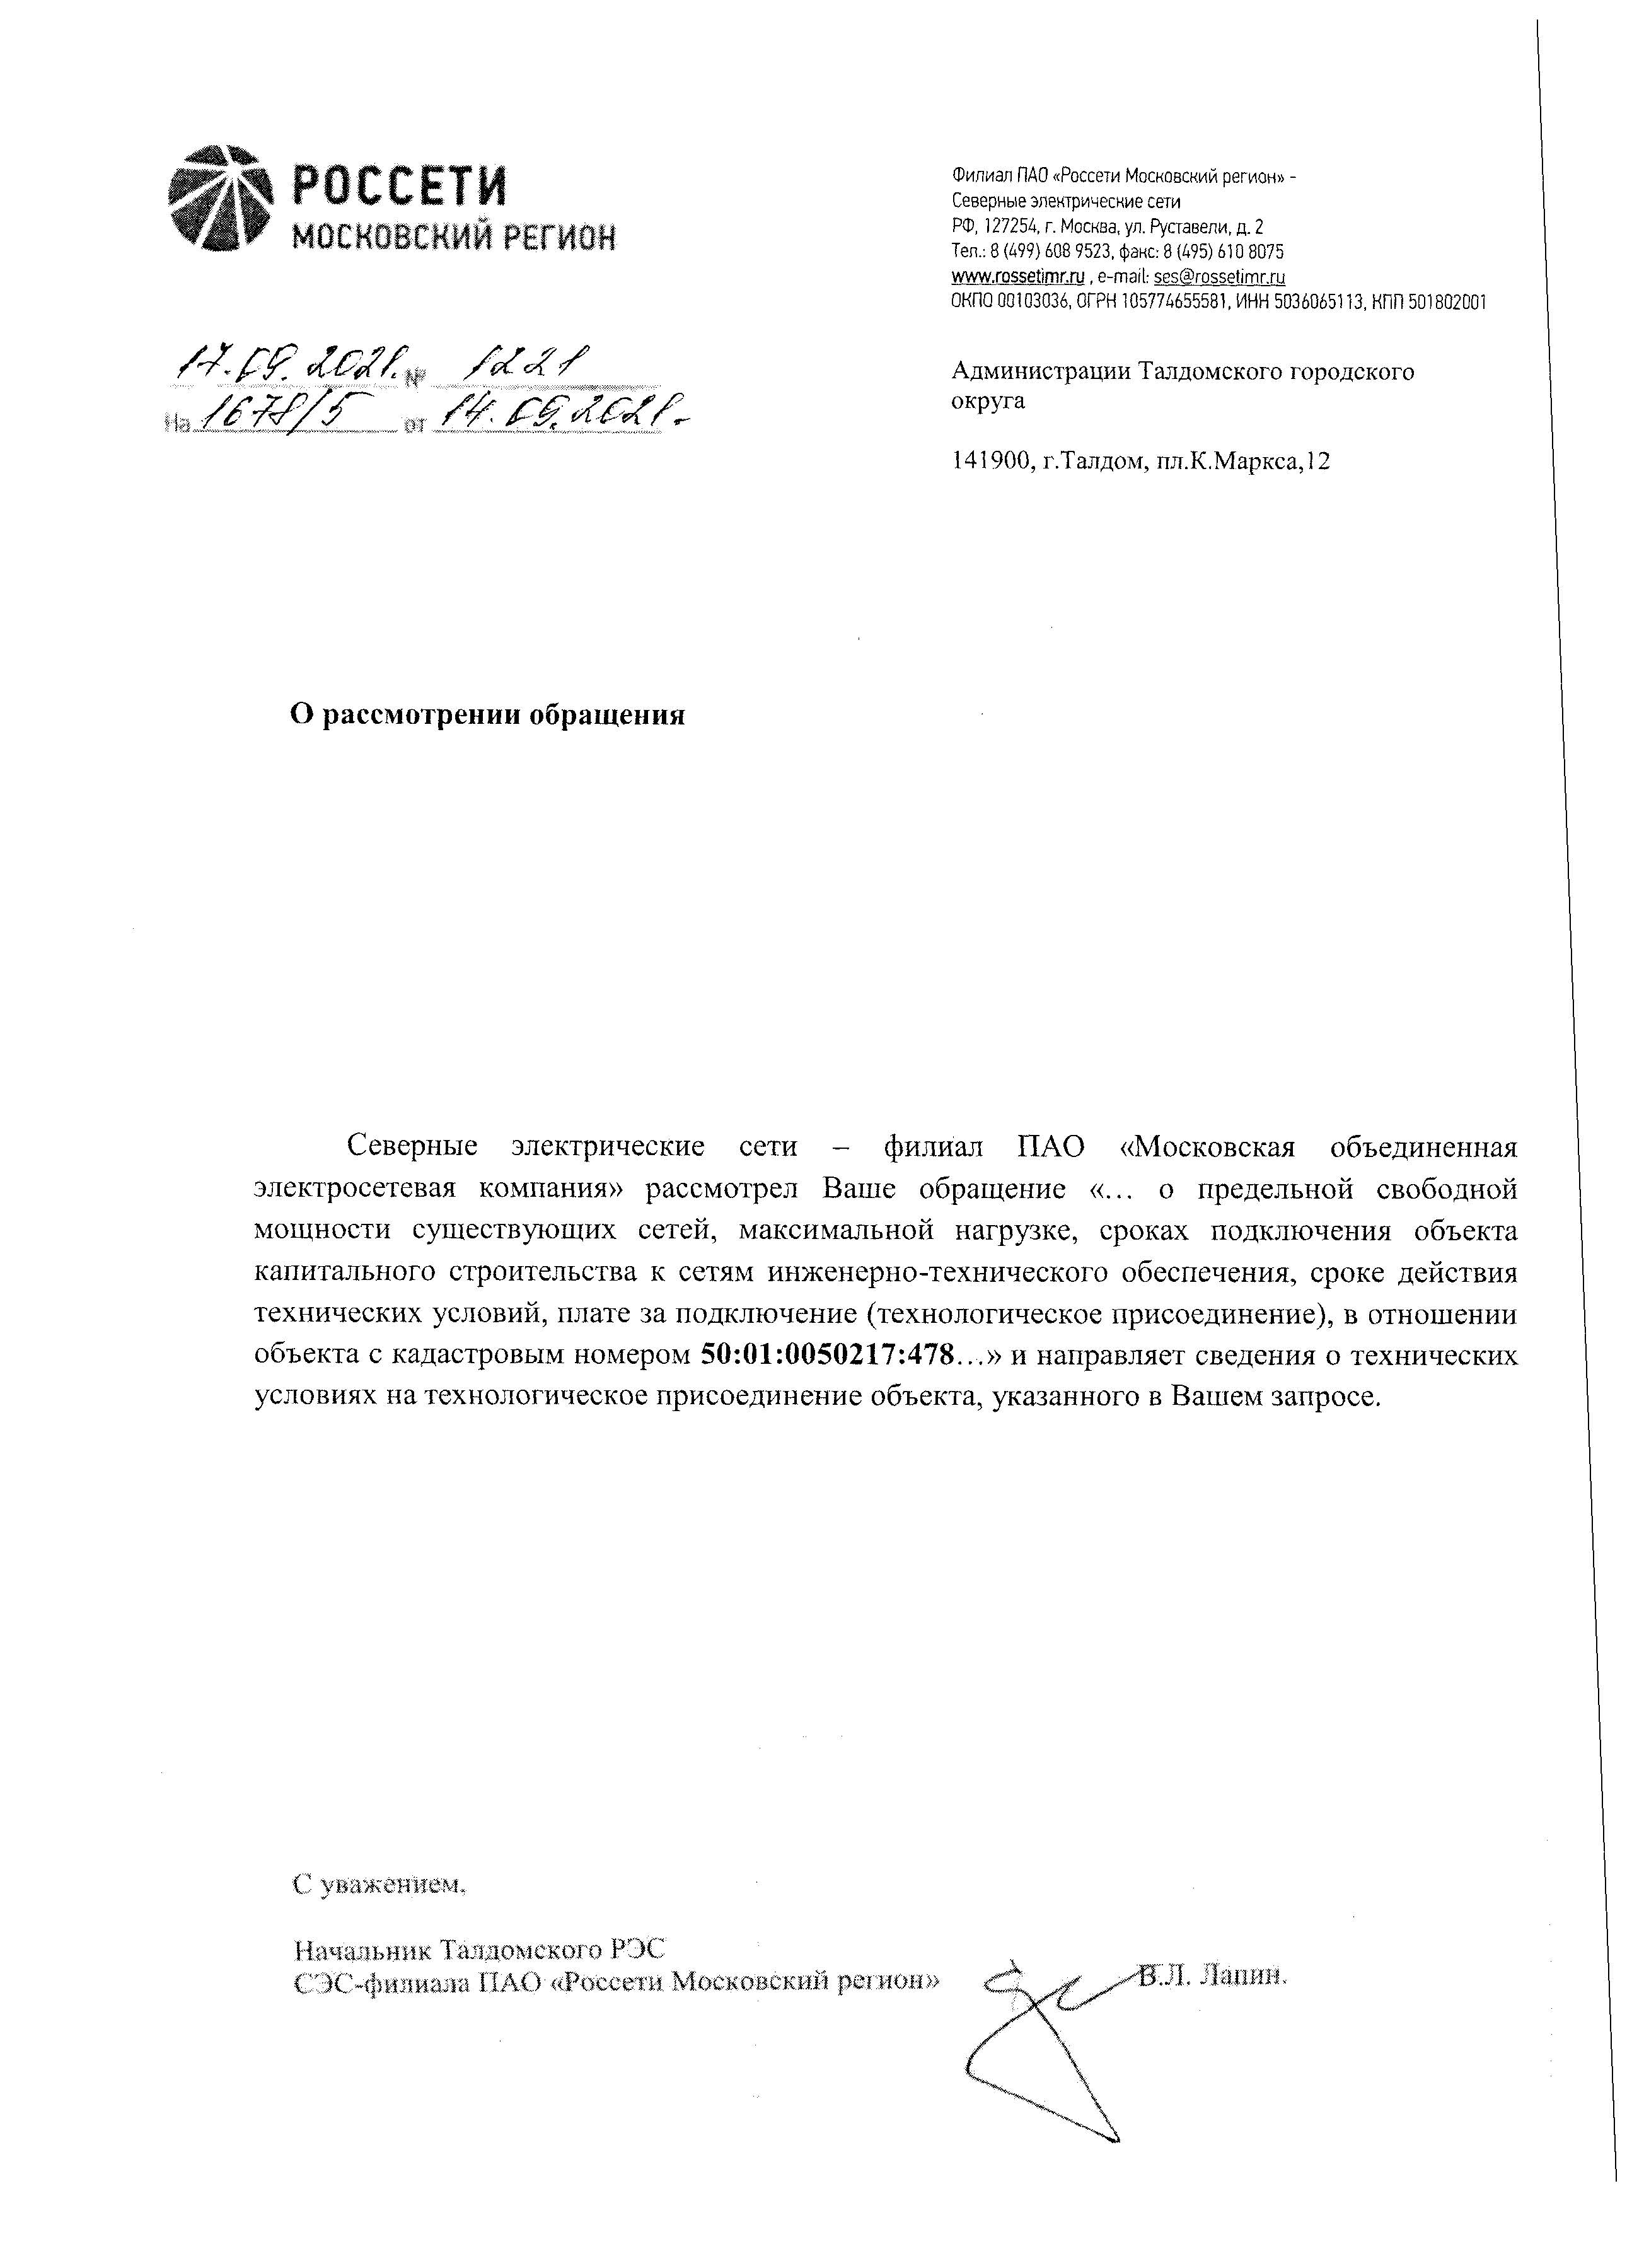 РОССЕТИ
МОСКОВСКИЙ РЕГИОН
Филиал ПАО «Россети Московский регион» -
Северные электрические сети
РФ, 127254, г. Москва, ул. Руставели, д. 2
Тел.: 8 (499) 608 9523, факс: 8 (495) 610 8075
www.rossetimr.ru , e-mail: ses@rossetimr.ru
ОКПО 00103036, ОГРН 105774655581, ИНН 5036065113, КПП 501802001
17.09.2021. № 1221
На 1678/5 от 14.09.2021.
Администрации Талдомского городского
округа
141900, г.Талдом, пл.К.Маркса,12
О рассмотрении обращения
Северные электрические сети – филиал ПАО «Московская объединенная
электросетевая компания» рассмотрел Ваше обращение «… о предельной свободной
мощности существующих сетей, максимальной нагрузке, сроках подключения объекта
капитального строительства к сетям инженерно-технического обеспечения, сроке действия
технических условий, плате за подключение (технологическое присоединение), в отношении
объекта с кадастровым номером 50:01:0050217:478…» и направляет сведения о технических
условиях на технологическое присоединение объекта, указанного в Вашем запросе.
С уважением,
Начальник Талдомского РЭС
СЭС-филиала ПАО «Россети Московский регион»
В.Л. Лапин.